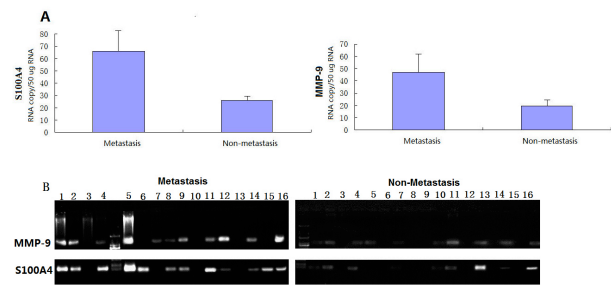 A
S100A4
RNA copy/50 ug RNA
80
70
60
50
40
30
20
10
0
Metastasis
Non-metastasis
MMP-9
RNA copy/50 ug RNA
70
60
50
40
30
20
10
0
Metastasis
Non-metastasis
B
Metastasis
Non-Metastasis
1 2 3 4 5 6 7 8 9 10 11 12 13 14 15 16
1 2 3 4 5 6 7 8 9 10 11 13 12 14 15 16
MMP-9
S100A4